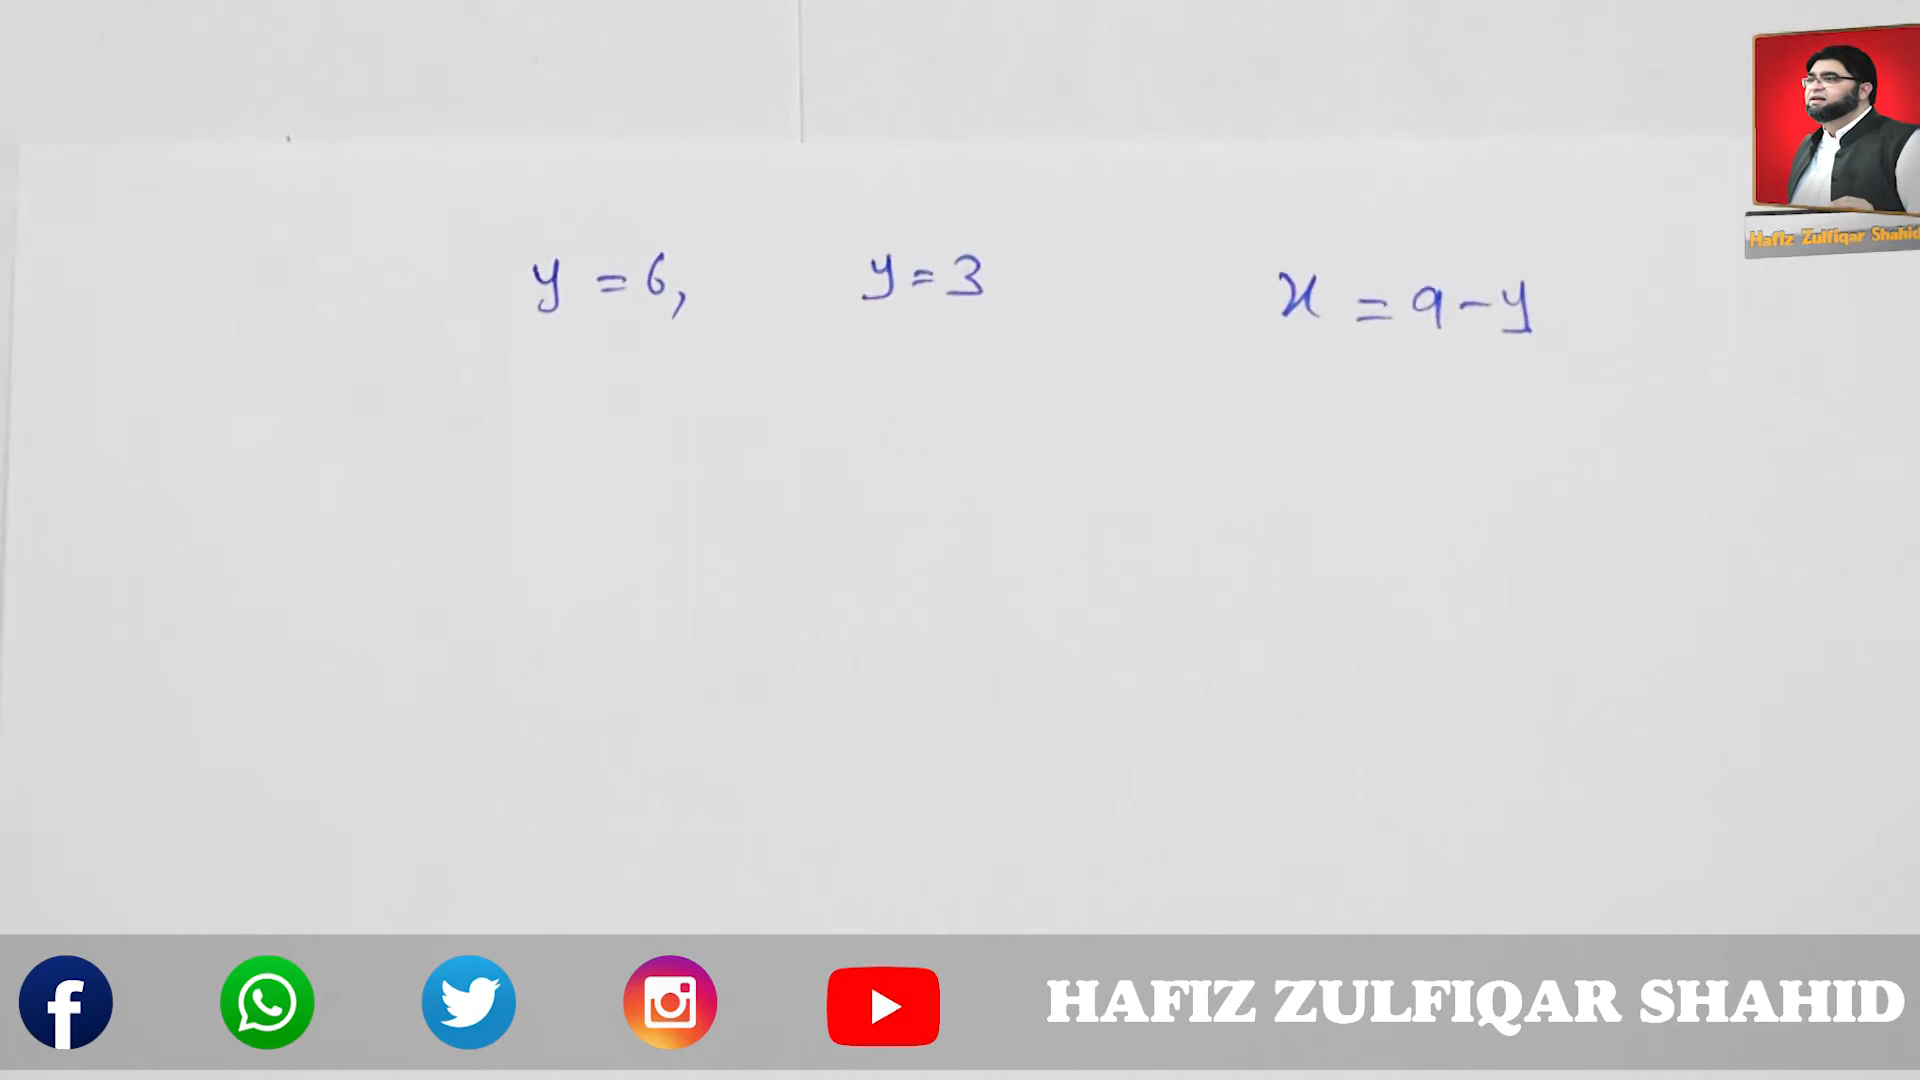 Hafiz Zulfiqar Shahid
y = 6, y = 3 x = 9 - y
HAFIZ ZULFIQAR SHAHID